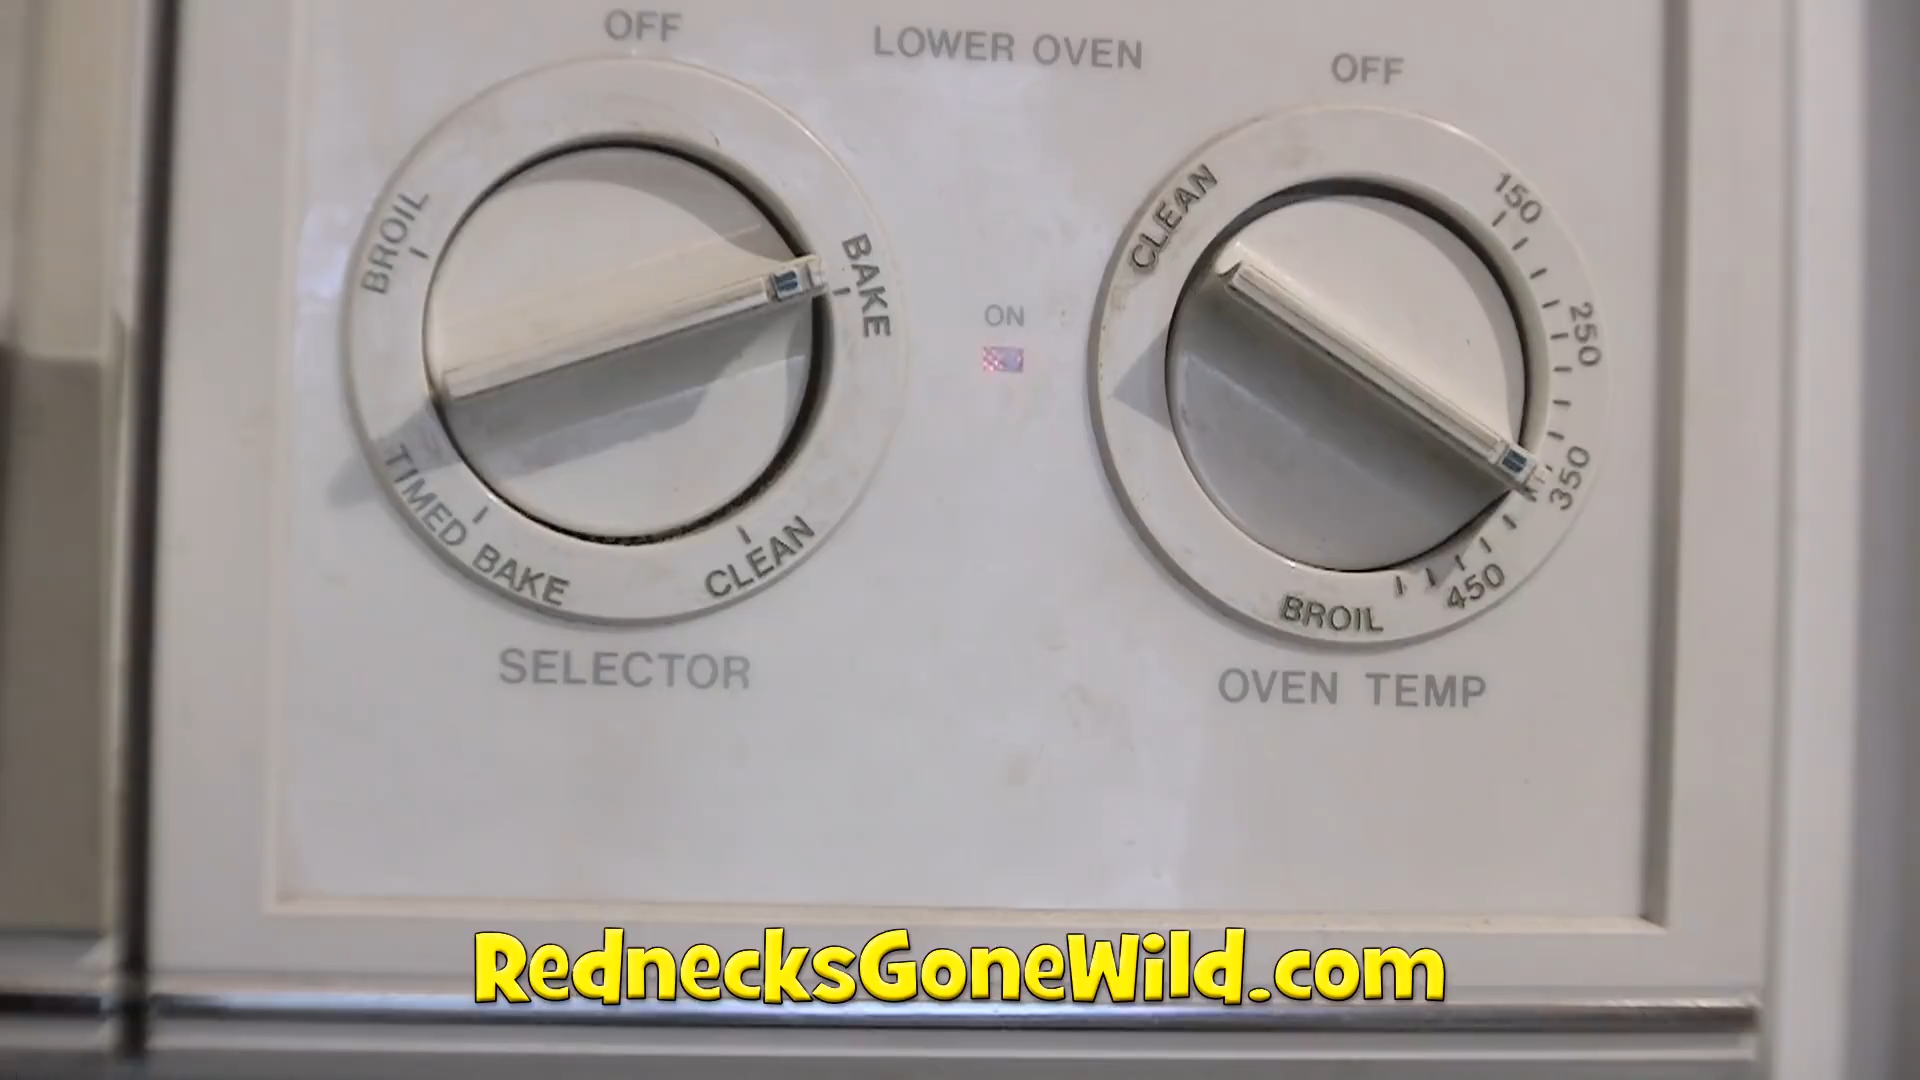 OFF
LOWER OVEN
OFF
BROIL
BAKE
TIMED BAKE
CLEAN
SELECTOR
ON
CLEAN
150
250
350
450
BROIL
OVEN TEMP
RednecksGoneWild.com